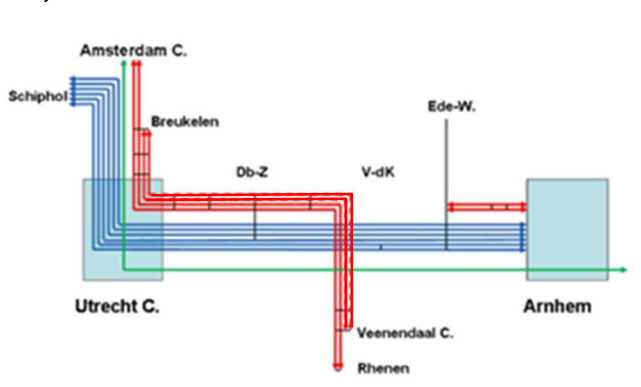 Amsterdam C.
Schiphol
Breukelen
Ede-W.
Db-Z
V-dK
Utrecht C.
Arnhem
Veenendaal C.
Rhenen